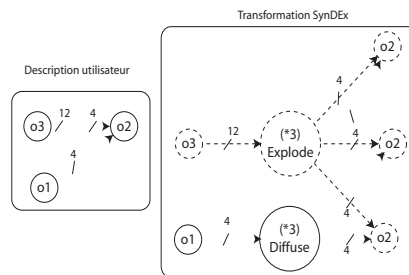 Transformation SynDEx
Description utilisateur
o3
12
4
o2
4
o1
4
o2
o3
12
(*3)
Explode
4
o2
4
o1
4
(*3)
Diffuse
4
o2